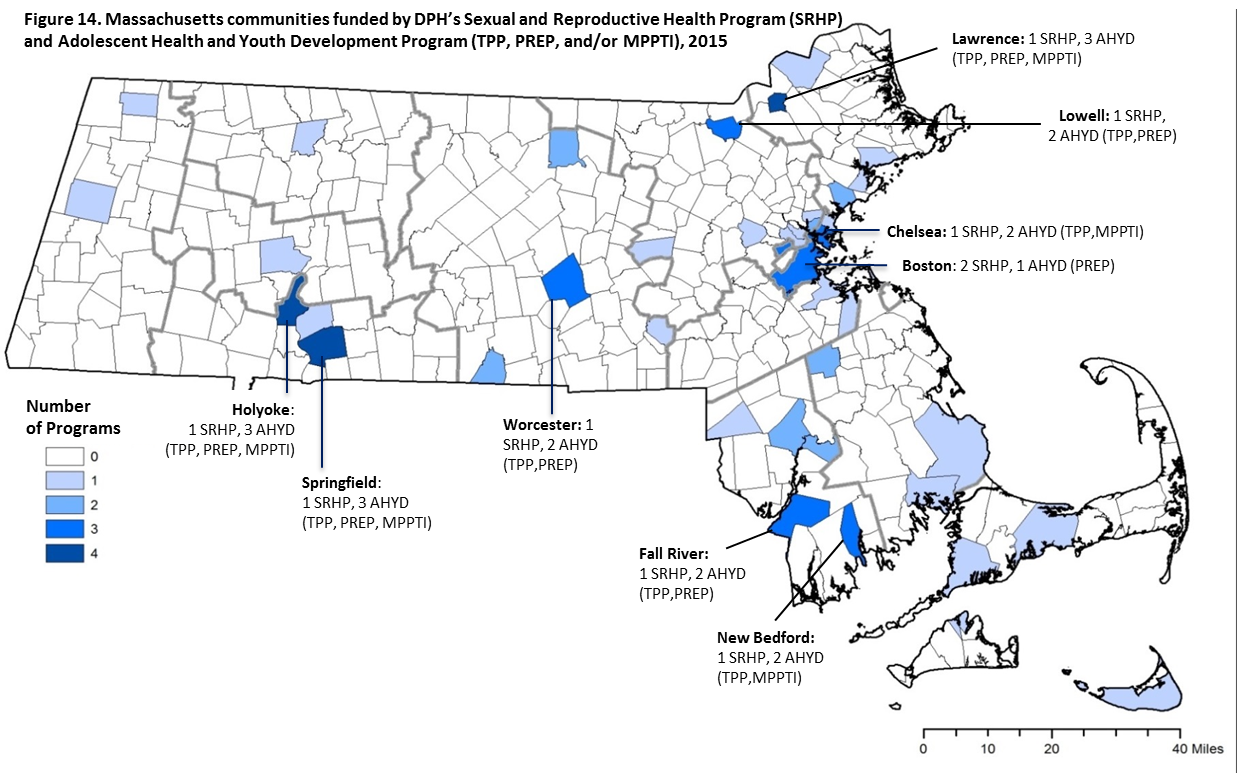 Figure 14. Massachusetts communities funded by DPH's Sexual and Reproductive Health Program (SRHP)
and Adolescent Health and Youth Development Program (TPP, PREP, and/or MPPTI), 2015
Lawrence: 1 SRHP, 3 AHYD
(TPP, PREP, MPPTI)
Lowell: 1 SRHP,
2 AHYD (TPP,PREP)
Chelsea: 1 SRHP, 2 AHYD (TPP,MPPTI)
Boston: 2 SRHP, 1 AHYD (PREP)
Number
of Programs
0
1
2
3
4
Holyoke:
1 SRHP, 3 AHYD
(TPP, PREP, MPPTI)
Springfield:
1 SRHP, 3 AHYD
(TPP, PREP, MPPTI)
Worcester: 1
SRHP, 2 AHYD
(TPP,PREP)
Fall River:
1 SRHP, 2 AHYD
(TPP,PREP)
New Bedford:
1 SRHP, 2 AHYD
(TPP,MPPTI)
0 10 20 40 Miles